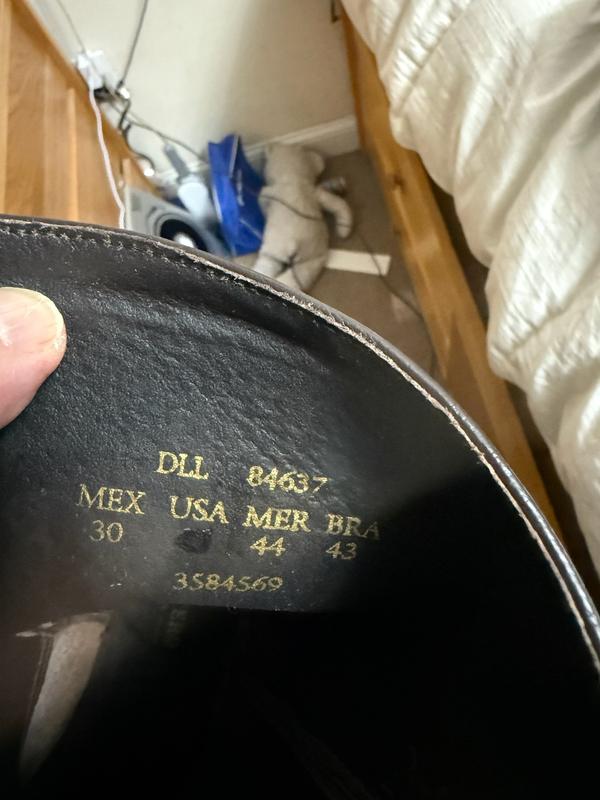 DLL 84637
MEX USA MER BRA
30 44 43
3584569